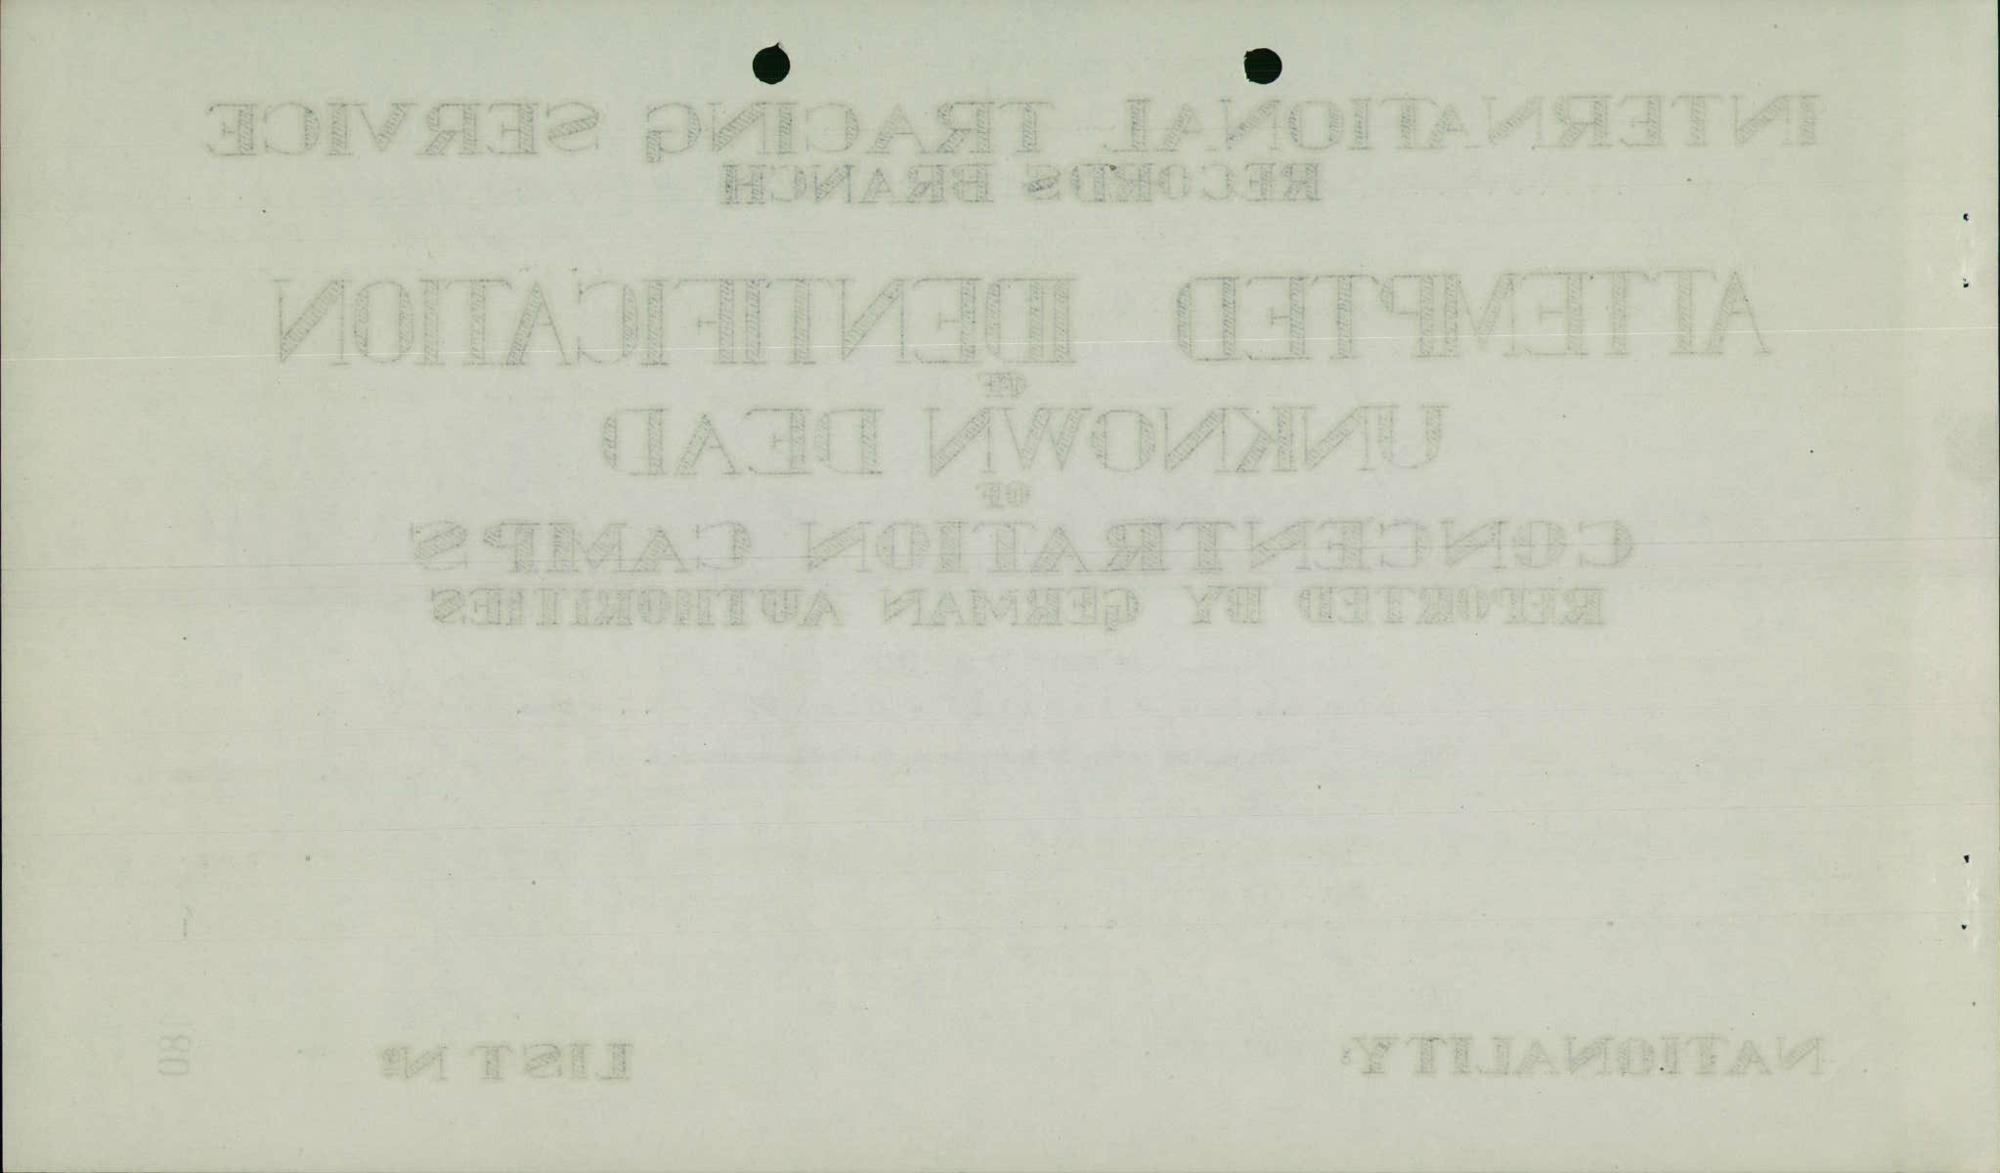 INTERNATIONAL TRACING SERVICE
RECORDS BRANCH
ATTEMPTED IDENTIFICATION
OF
UNKNOWN DEAD
OF
CONCENTRATION CAMPS
REPORTED BY GERMAN AUTHORITIES
NATIONALITY: LIST Nº